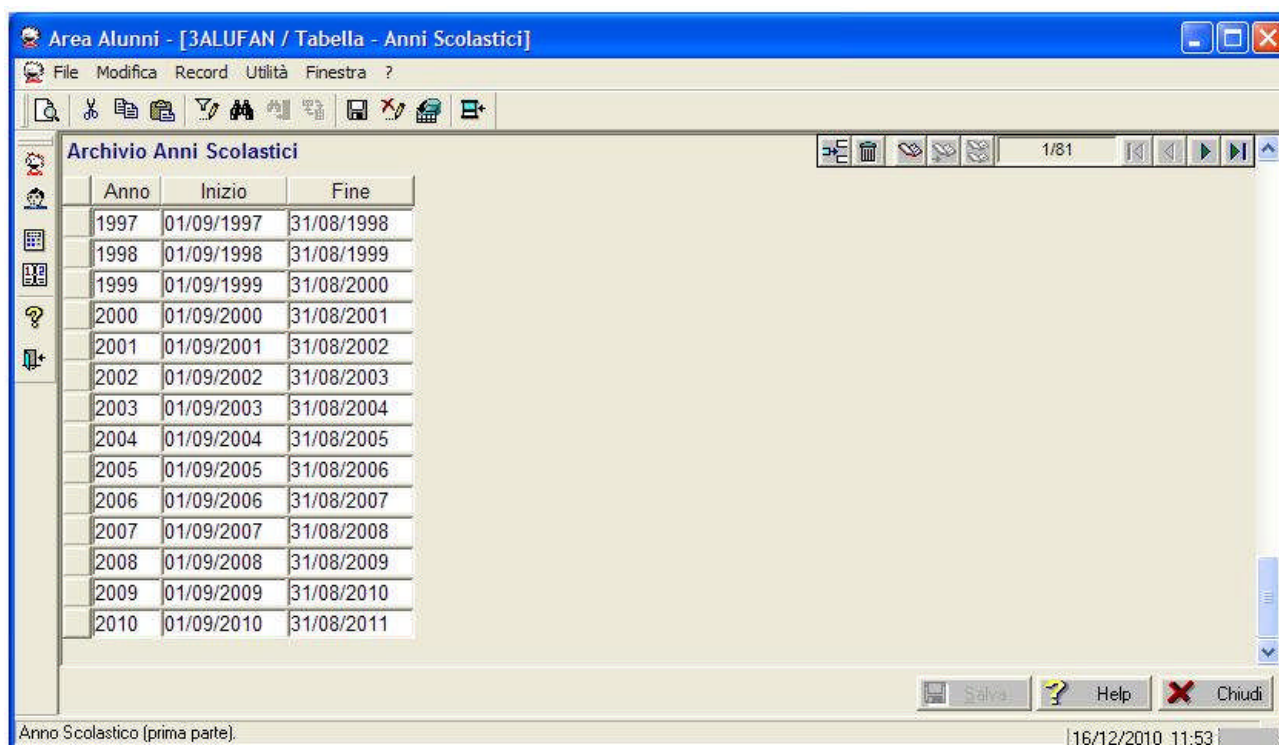 Area Alunni - [3ALUFAN / Tabella - Anni Scolastici]
File Modifica Record Utilità Finestra ?
Archivio Anni Scolastici
1/81
Anno Inizio Fine
1997 01/09/1997 31/08/1998
1998 01/09/1998 31/08/1999
1999 01/09/1999 31/08/2000
2000 01/09/2000 31/08/2001
2001 01/09/2001 31/08/2002
2002 01/09/2002 31/08/2003
2003 01/09/2003 31/08/2004
2004 01/09/2004 31/08/2005
2005 01/09/2005 31/08/2006
2006 01/09/2006 31/08/2007
2007 01/09/2007 31/08/2008
2008 01/09/2008 31/08/2009
2009 01/09/2009 31/08/2010
2010 01/09/2010 31/08/2011
Salva Help Chiudi
Anno Scolastico (prima parte). 16/12/2010 11:53